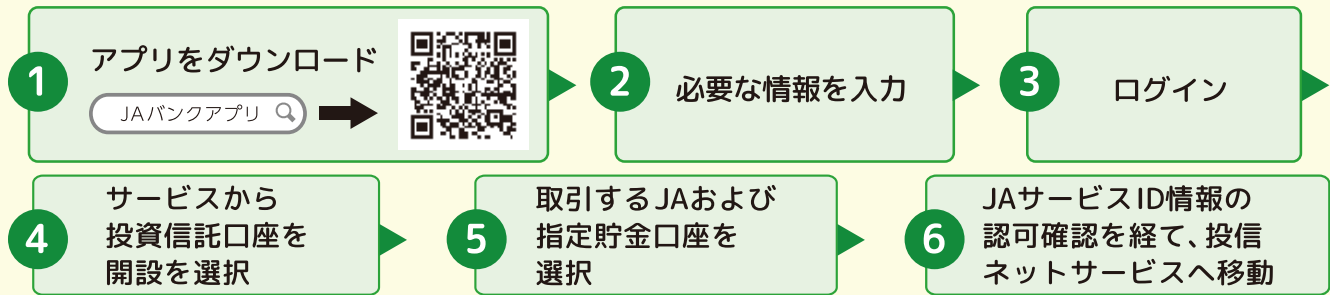 1
アプリをダウンロード
JAバンクアプリ
2
必要な情報を入力
3
ログイン
4
サービスから
投資信託口座を
開設を選択
5
取引するJAおよび
指定貯金口座を
選択
6
JAサービスID情報の
認可確認を経て、投信
ネットサービスへ移動